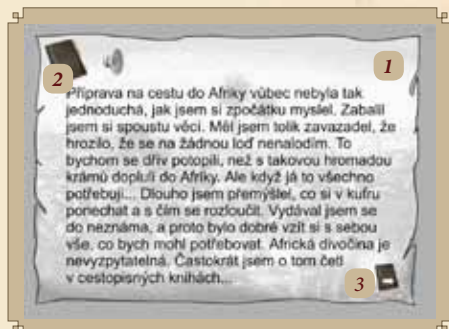 1
2
Příprava na cestu do Afriky vůbec nebyla tak
jednoduchá, jak jsem si zpočátku myslel. Zabalil
jsem si spoustu věcí. Měl jsem tolik zavazadel, že
hrozilo, že se na žádnou loď nenalodím. To
bychom se dřív potopili, než s takovou hromadou
krámů dopluli do Afriky. Ale když já to všechno
potřebuji... Dlouho jsem přemýšlel, co si v kufru
ponechat a s čím se rozloučit. Vydával jsem se
do neznáma, a proto bylo dobré vzít si s sebou
vše, co bych mohl potřebovat. Africká divočina je
nevyzpytatelná. Častokrát jsem o tom četl
v cestopisných knihách...
3